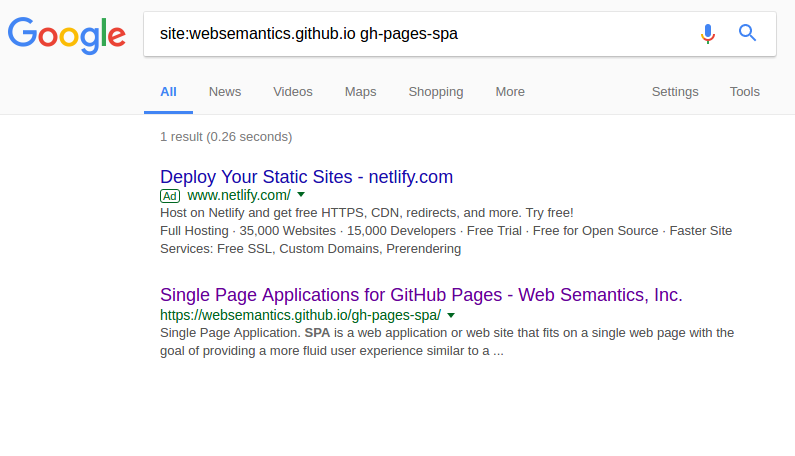 Google
site:websemantics.github.io gh-pages-spa
All News Videos Maps Shopping More Settings Tools
1 result (0.26 seconds)
Deploy Your Static Sites - netlify.com
Ad www.netlify.com/
Host on Netlify and get free HTTPS, CDN, redirects, and more. Try free!
Full Hosting · 35,000 Websites · 15,000 Developers · Free Trial · Free for Open Source · Faster Site
Services: Free SSL, Custom Domains, Prerendering
Single Page Applications for GitHub Pages - Web Semantics, Inc.
https://websemantics.github.io/gh-pages-spa/
Single Page Application. SPA is a web application or web site that fits on a single web page with the
goal of providing a more fluid user experience similar to a ...